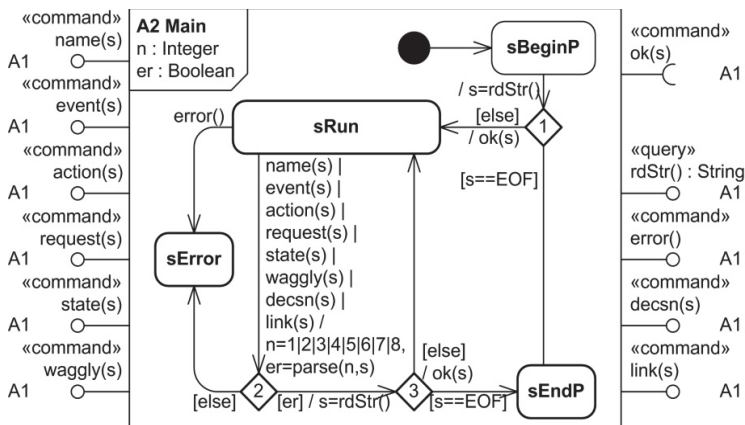 «command»
name(s)
A1
«command»
event(s)
A1
«command»
action(s)
A1
«command»
request(s)
A1
«command»
state(s)
A1
«command»
waggly(s)
A1
A2 Main
n : Integer
er : Boolean
sBeginP
/ s=rdStr()
1
[else]
/ ok(s)
[s==EOF]
error()
sRun
name(s) |
event(s) |
action(s) |
request(s) |
state(s) |
waggly(s) |
decsn(s) |
link(s) /
n=1|2|3|4|5|6|7|8,
er=parse(n,s)
sError
[else]
2
[er] / s=rdStr()
3
[else]
/ ok(s)
[s==EOF]
sEndP
«command»
ok(s)
A1
«query»
rdStr() : String
A1
«command»
error()
A1
«command»
decsn(s)
A1
«command»
link(s)
A1